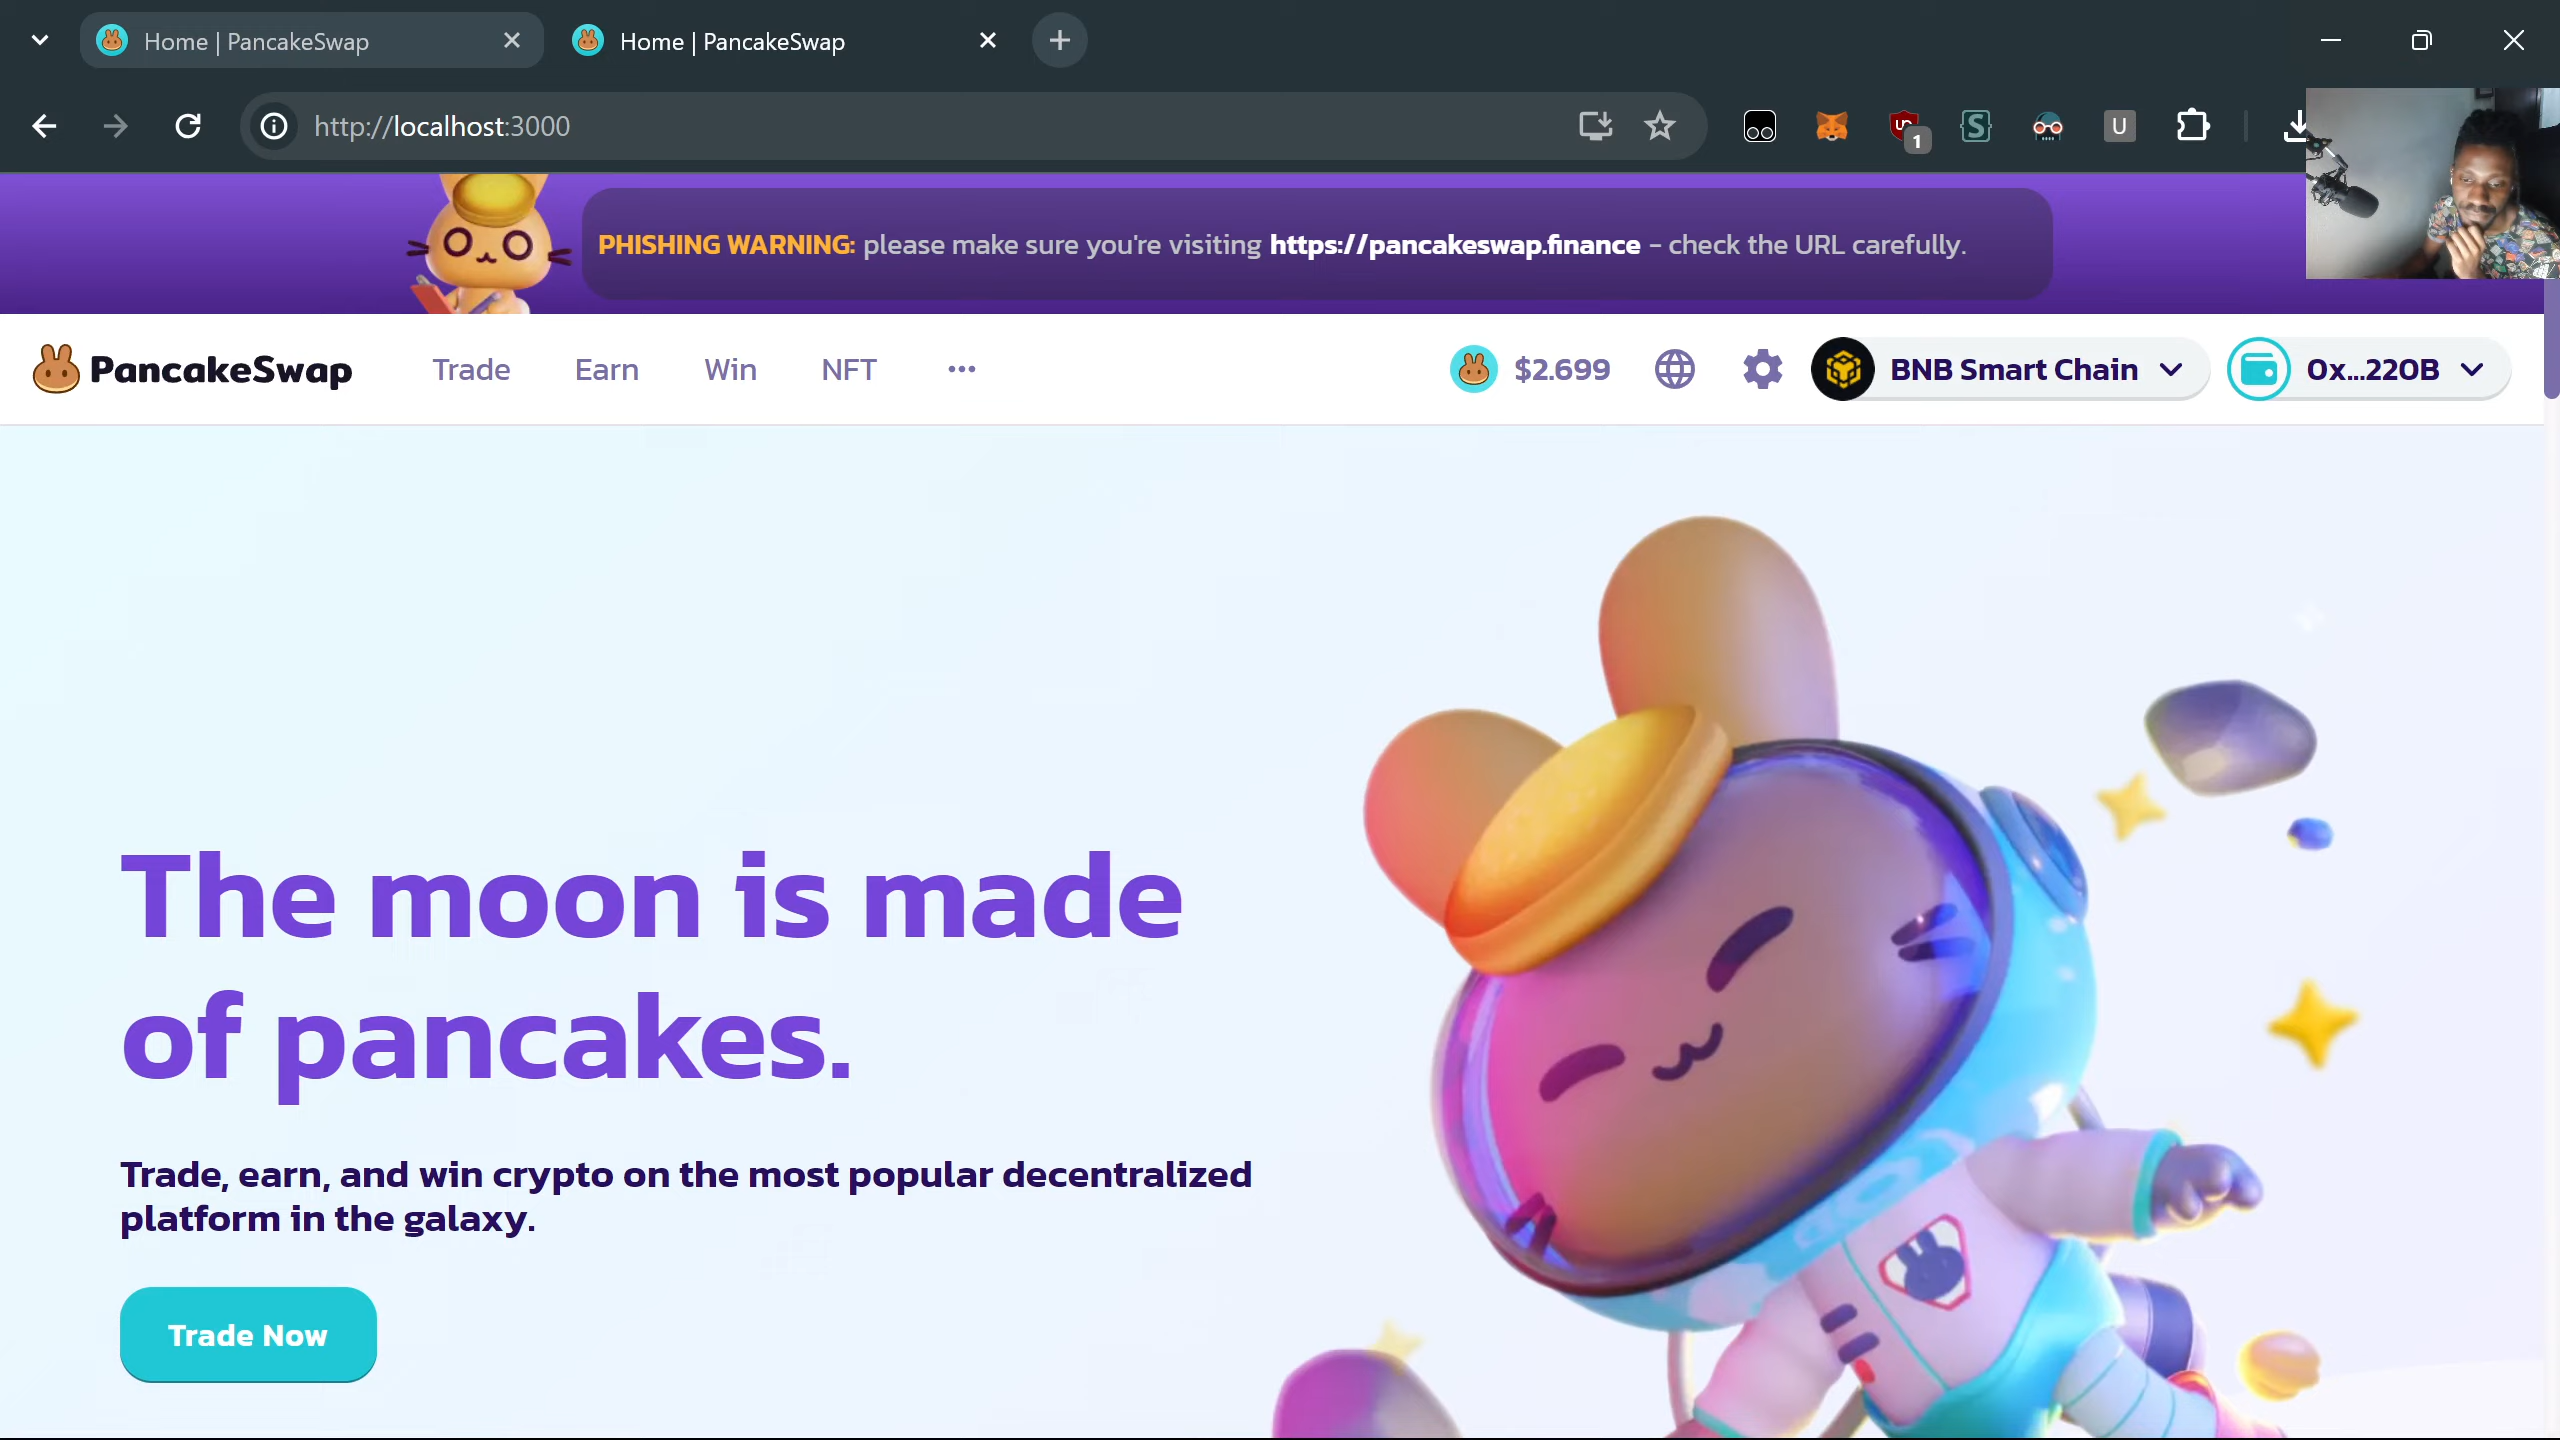 Home | PancakeSwap
Home | PancakeSwap
http://localhost:3000
1
U
PHISHING WARNING: please make sure you're visiting https://pancakeswap.finance - check the URL carefully.
PancakeSwap Trade Earn Win NFT ... $2.699 BNB Smart Chain 0x...220B
The moon is made
of pancakes.
Trade, earn, and win crypto on the most popular decentralized
platform in the galaxy.
Trade Now